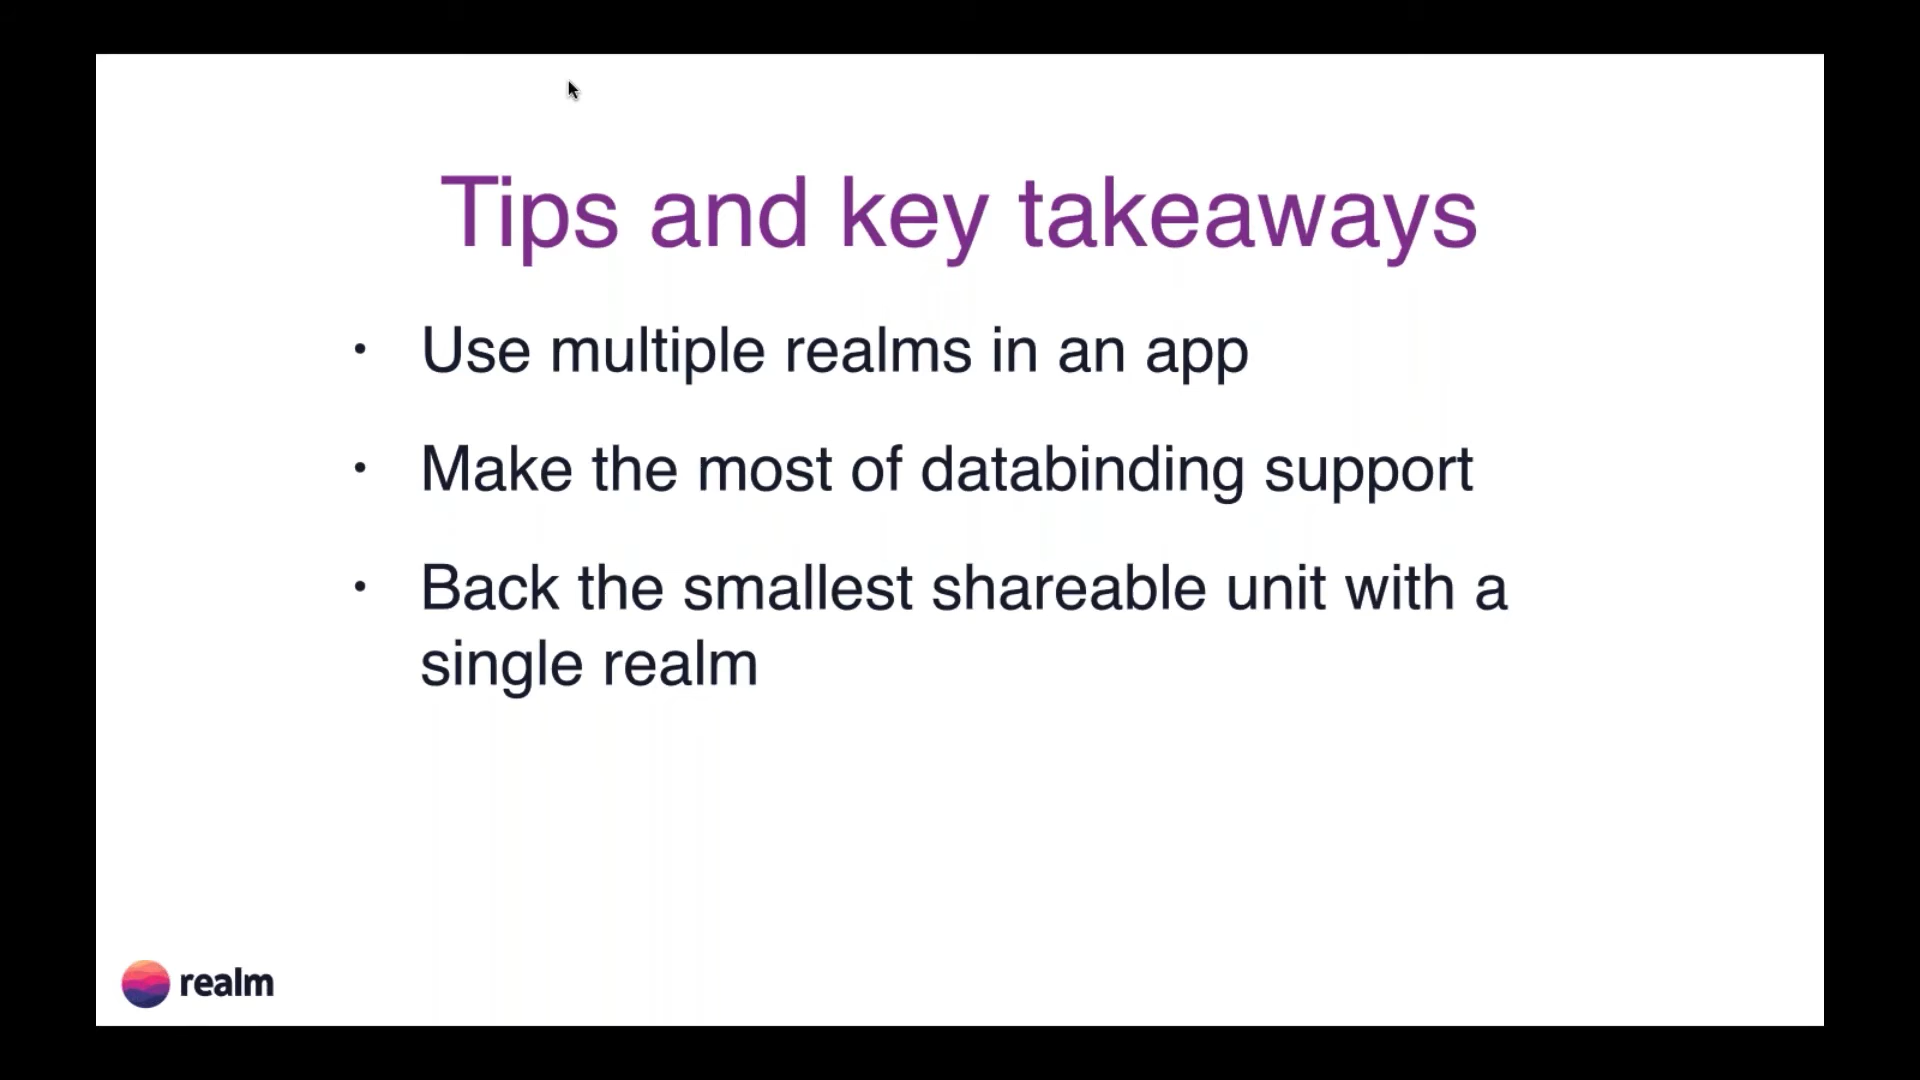 Tips and key takeaways
• Use multiple realms in an app
• Make the most of databinding support
• Back the smallest shareable unit with a
single realm
realm